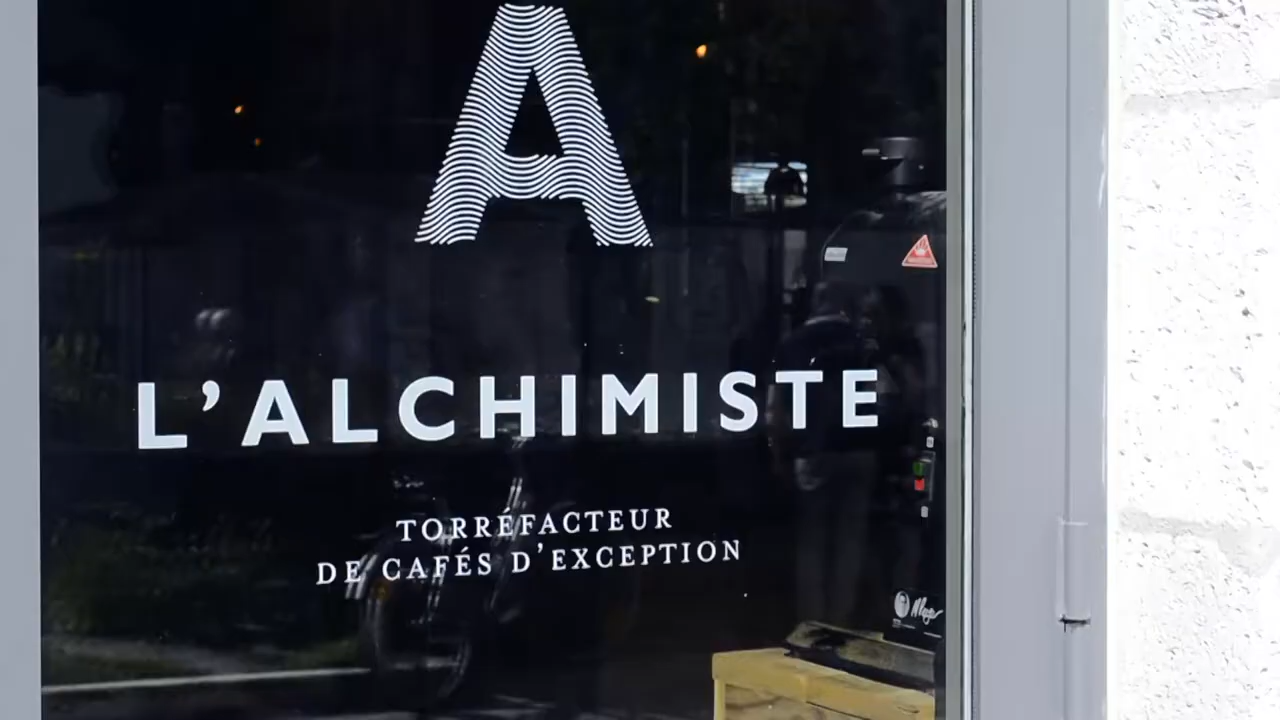 A
L’ALCHIMISTE
TORRÉFACTEUR
DE CAFÉS D’EXCEPTION